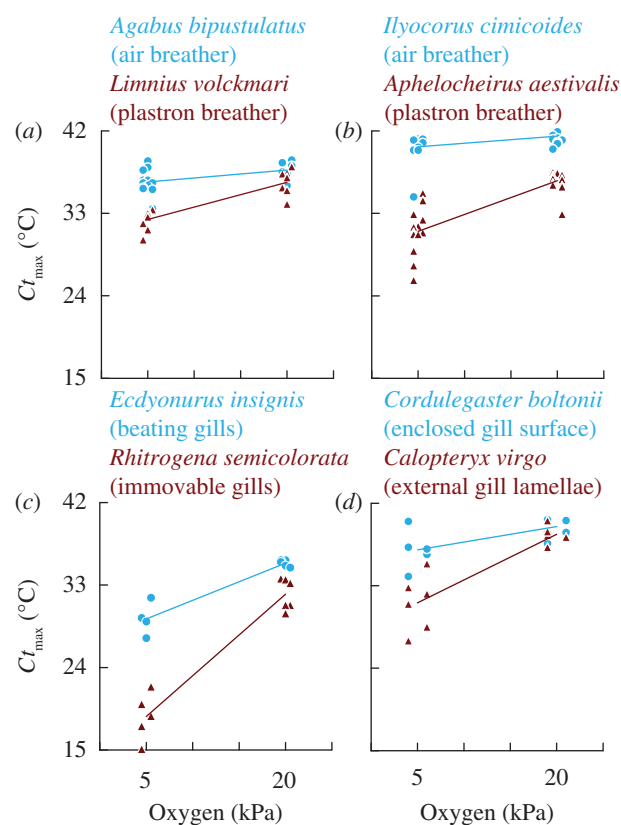 Agabus bipustulatus
(air breather)
Limnius volckmari
(plastron breather)
Ilyocorus cimicoides
(air breather)
Aphelocheirus aestivalis
(plastron breather)
(a)
42
33
24
15
Ct max (°C)
(b)
Ecdyonurus insignis
(beating gills)
Rhitrogena semicolorata
(immovable gills)
Cordulegaster boltonii
(enclosed gill surface)
Calopteryx virgo
(external gill lamellae)
(c)
42
33
24
15
Ct max (°C)
5
20
Oxygen (kPa)
(d)
5
20
Oxygen (kPa)